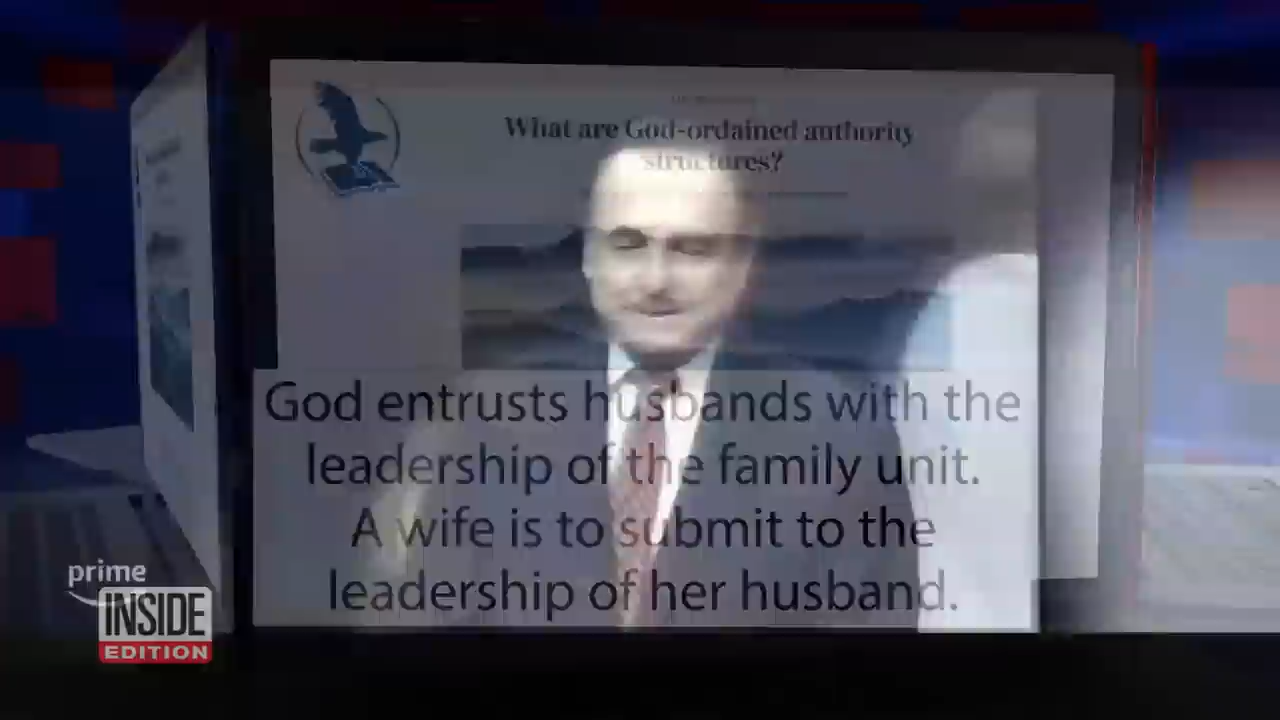 What are God-ordained authority
structures?
God entrusts husbands with the
leadership of the family unit.
A wife is to submit to the
leadership of her husband.
prime
INSIDE
EDITION